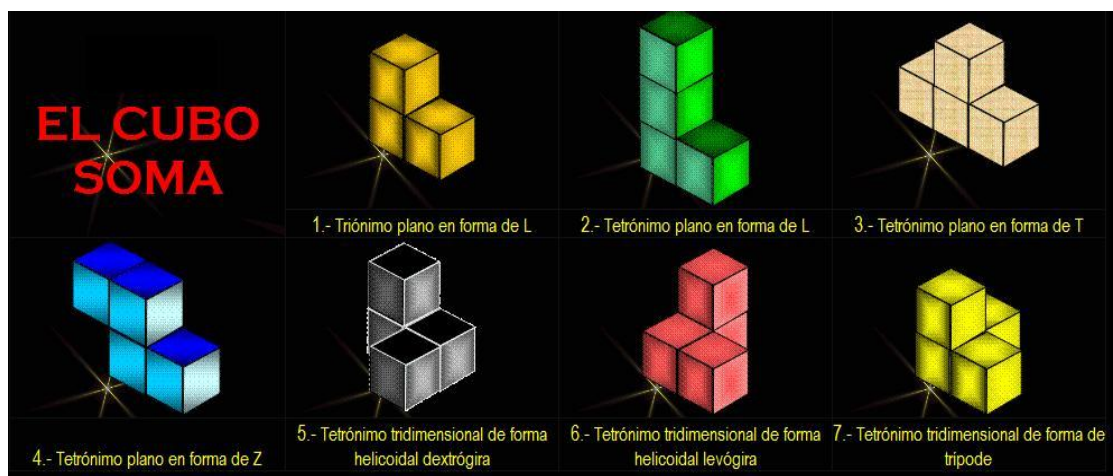 EL CUBO
SOMA
1.- Triónimo plano en forma de L
2.- Tetrónimo plano en forma de L
3.- Tetrónimo plano en forma de T
4.- Tetrónimo plano en forma de Z
5.- Tetrónimo tridimensional de forma
helicoidal dextrógira
6.- Tetrónimo tridimensional de forma
helicoidal levógira
7.- Tetrónimo tridimensional de forma de
trípode